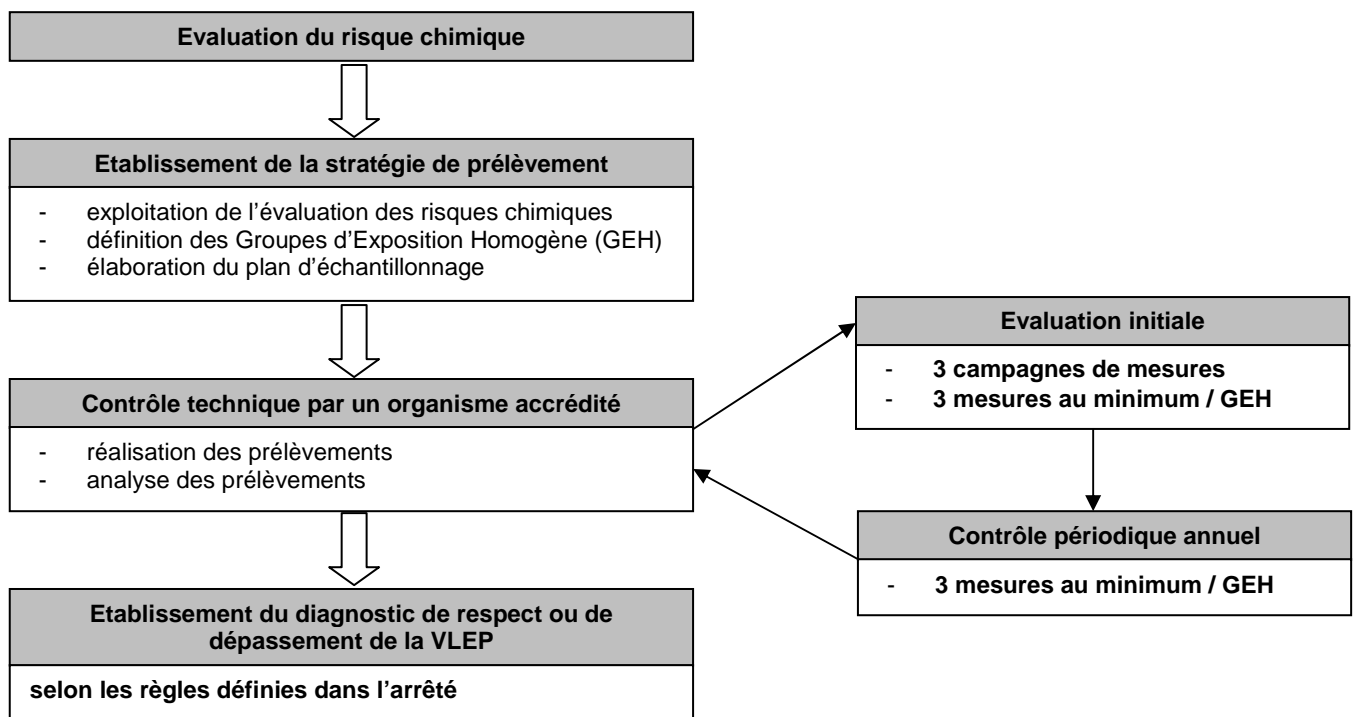 Evaluation du risque chimique
Etablissement de la stratégie de prélèvement
- exploitation de l'évaluation des risques chimiques
- définition des Groupes d'Exposition Homogène (GEH)
- élaboration du plan d'échantillonnage
Contrôle technique par un organisme accrédité
- réalisation des prélèvements
- analyse des prélèvements
Evaluation initiale
- 3 campagnes de mesures
- 3 mesures au minimum / GEH
Contrôle périodique annuel
- 3 mesures au minimum / GEH
Etablissement du diagnostic de respect ou de
dépassement de la VLEP
selon les règles définies dans l'arrêté